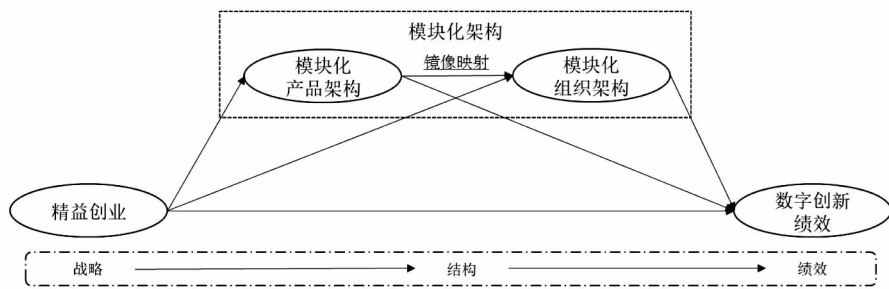 模块化架构
模块化
产品架构
镜像映射
模块化
组织架构
精益创业
数字创新
绩效
战略
结构
绩效